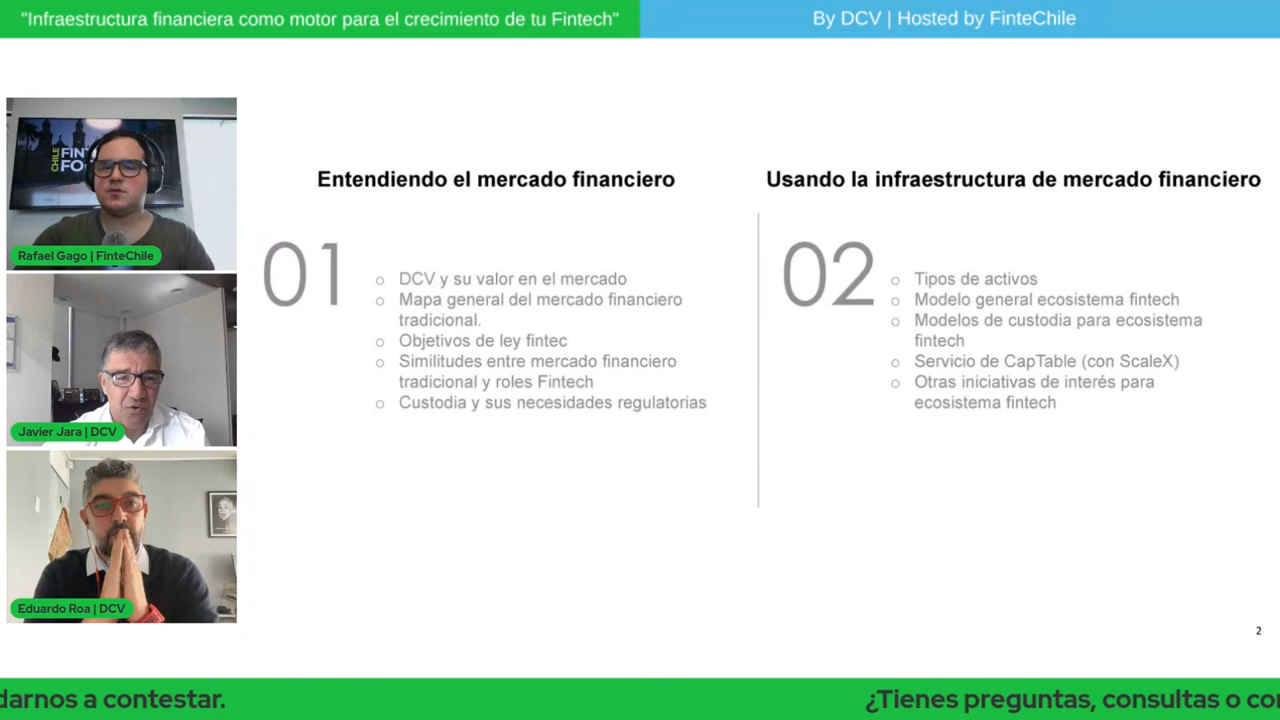 "Infraestructura financiera como motor para el crecimiento de tu Fintech"
By DCV | Hosted by FinteChile
CHILE
FIN
FO
Rafael Gago | FinteChile
Javier Jara | DCV
Eduardo Roa | DCV
Entendiendo el mercado financiero
01
○ DCV y su valor en el mercado
○ Mapa general del mercado financiero
tradicional.
○ Objetivos de ley fintec
○ Similitudes entre mercado financiero
tradicional y roles Fintech
○ Custodia y sus necesidades regulatorias
Usando la infraestructura de mercado financiero
02
○ Tipos de activos
○ Modelo general ecosistema fintech
○ Modelos de custodia para ecosistema
fintech
○ Servicio de CapTable (con ScaleX)
○ Otras iniciativas de interés para
ecosistema fintech
2
darnos a contestar.
¿Tienes preguntas, consultas o co